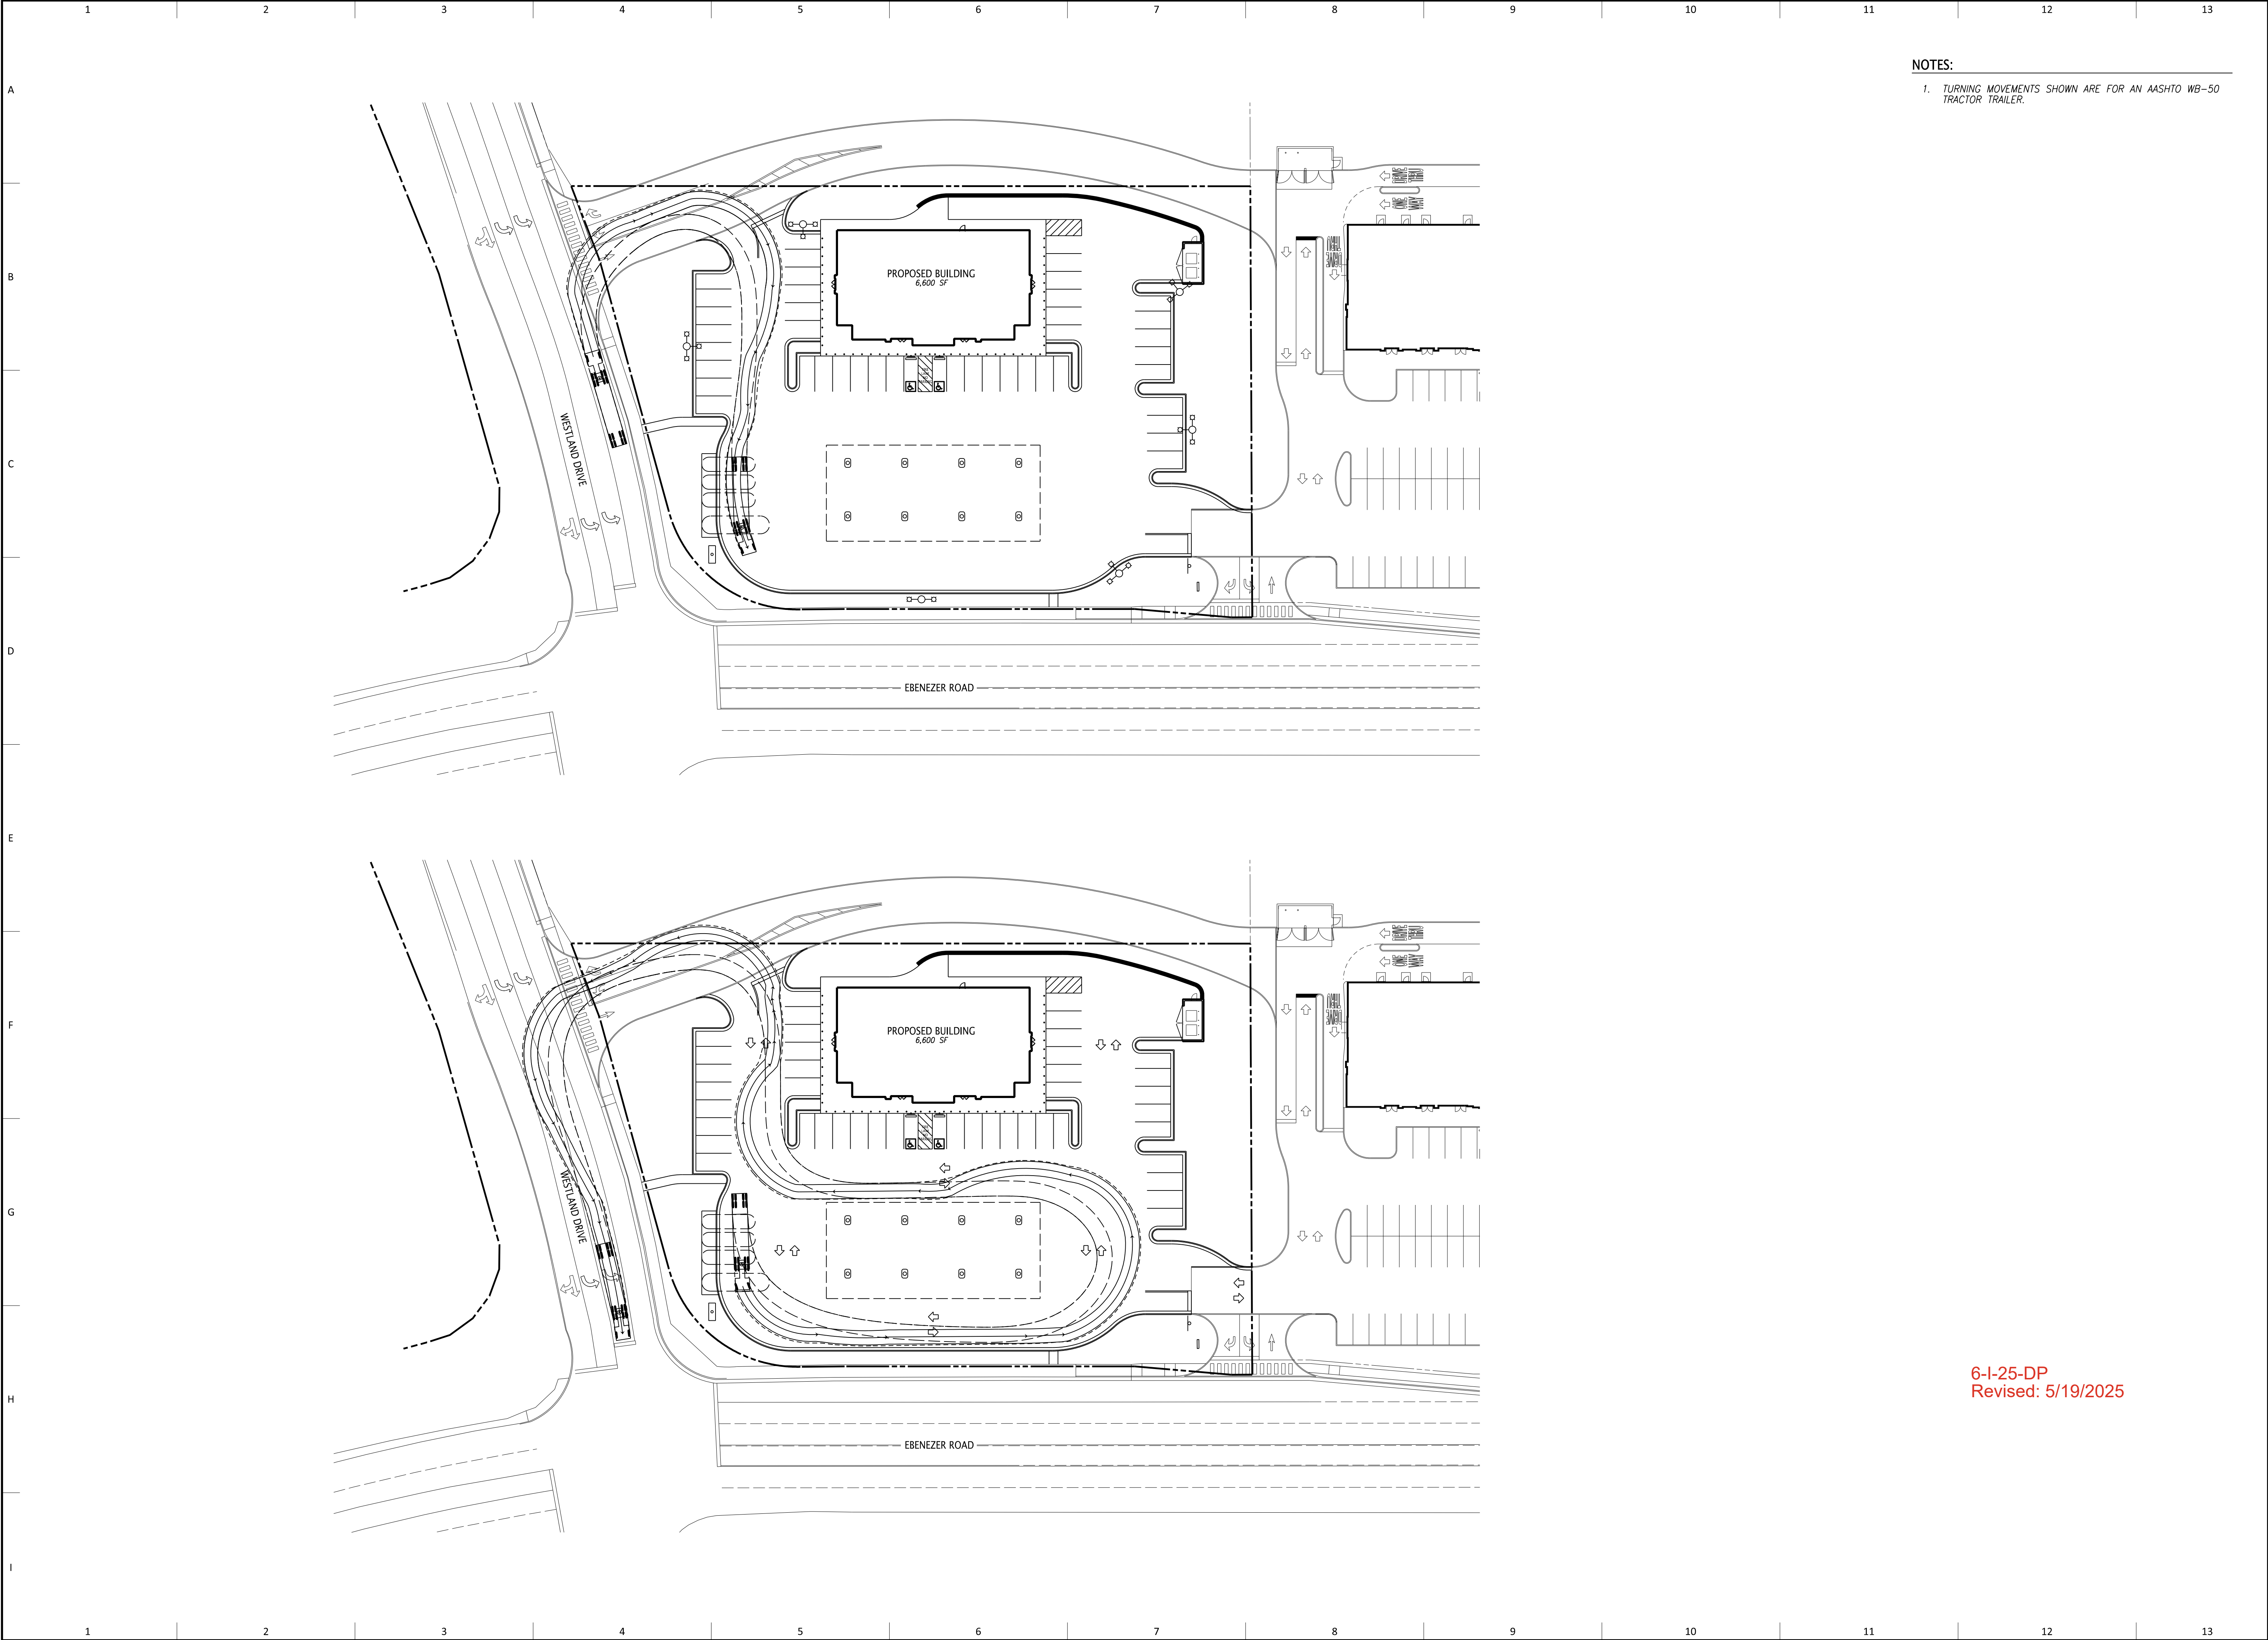 1 2 3 4 5 6 7 8 9 10 11 12 13
NOTES:
1. TURNING MOVEMENTS SHOWN ARE FOR AN AASHTO WB-50
TRACTOR TRAILER.
A
B
C
D
E
F
G
H
I
PROPOSED BUILDING
6,600 SF
WESTLAND DRIVE
EBENEZER ROAD
PROPOSED BUILDING
6,600 SF
WESTLAND DRIVE
EBENEZER ROAD
6-I-25-DP
Revised: 5/19/2025
1 2 3 4 5 6 7 8 9 10 11 12 13